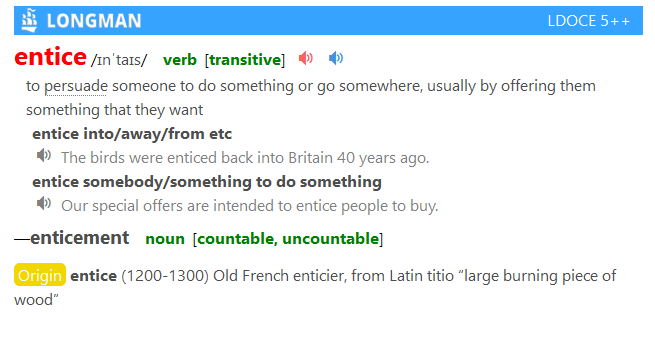 LONGMAN LDOCE 5++
entice /ɪnˈtaɪs/ verb [transitive]
to persuade someone to do something or go somewhere, usually by offering them
something that they want
entice into/away/from etc
The birds were enticed back into Britain 40 years ago.
entice somebody/something to do something
Our special offers are intended to entice people to buy.
—enticement noun [countable, uncountable]
Origin entice (1200-1300) Old French enticier, from Latin titio “large burning piece of
wood”